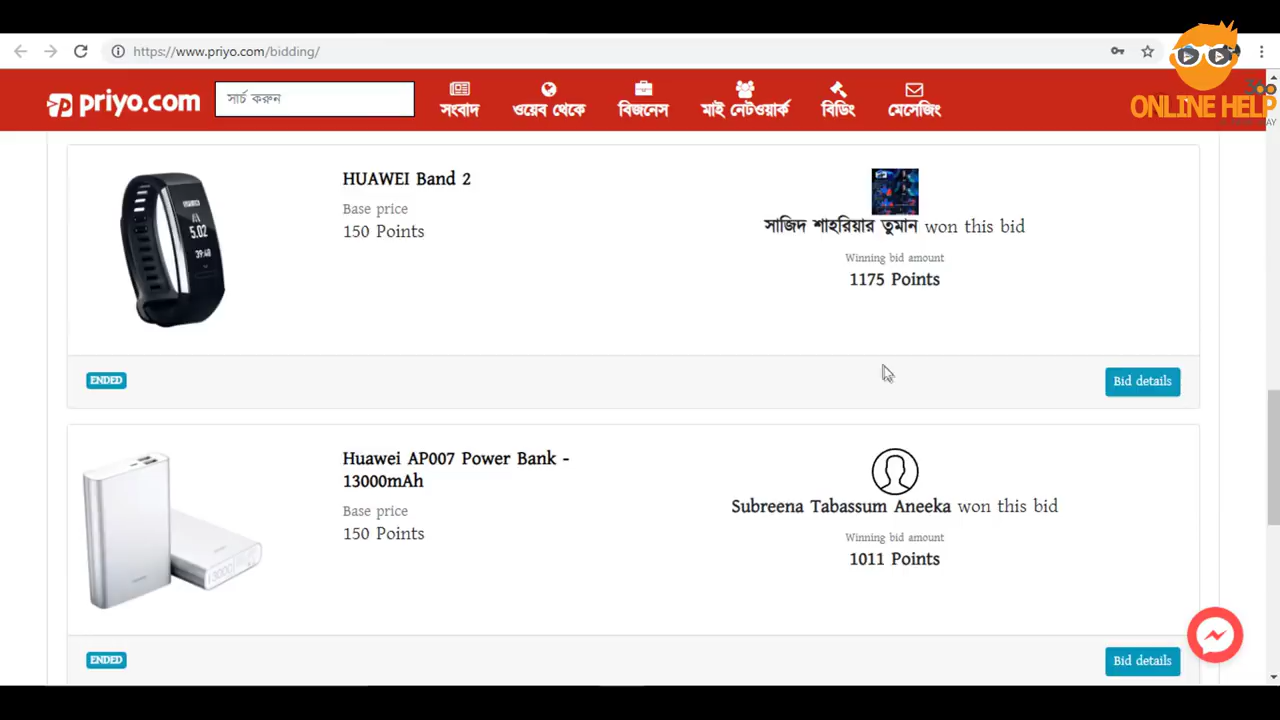 https://www.priyo.com/bidding/
ONLINE HELP
priyo.com
সার্চ করুন
সংবাদ
ওয়েব থেকে
বিজনেস
মাই নেটওয়ার্ক
বিডিং
মেসেজিং
HUAWEI Band 2
Base price
150 Points
সাজিদ শাহরিয়ার তুমান won this bid
Winning bid amount
1175 Points
ENDED
Bid details
Huawei AP007 Power Bank -
13000mAh
Base price
150 Points
Subreena Tabassum Aneeka won this bid
Winning bid amount
1011 Points
ENDED
Bid details